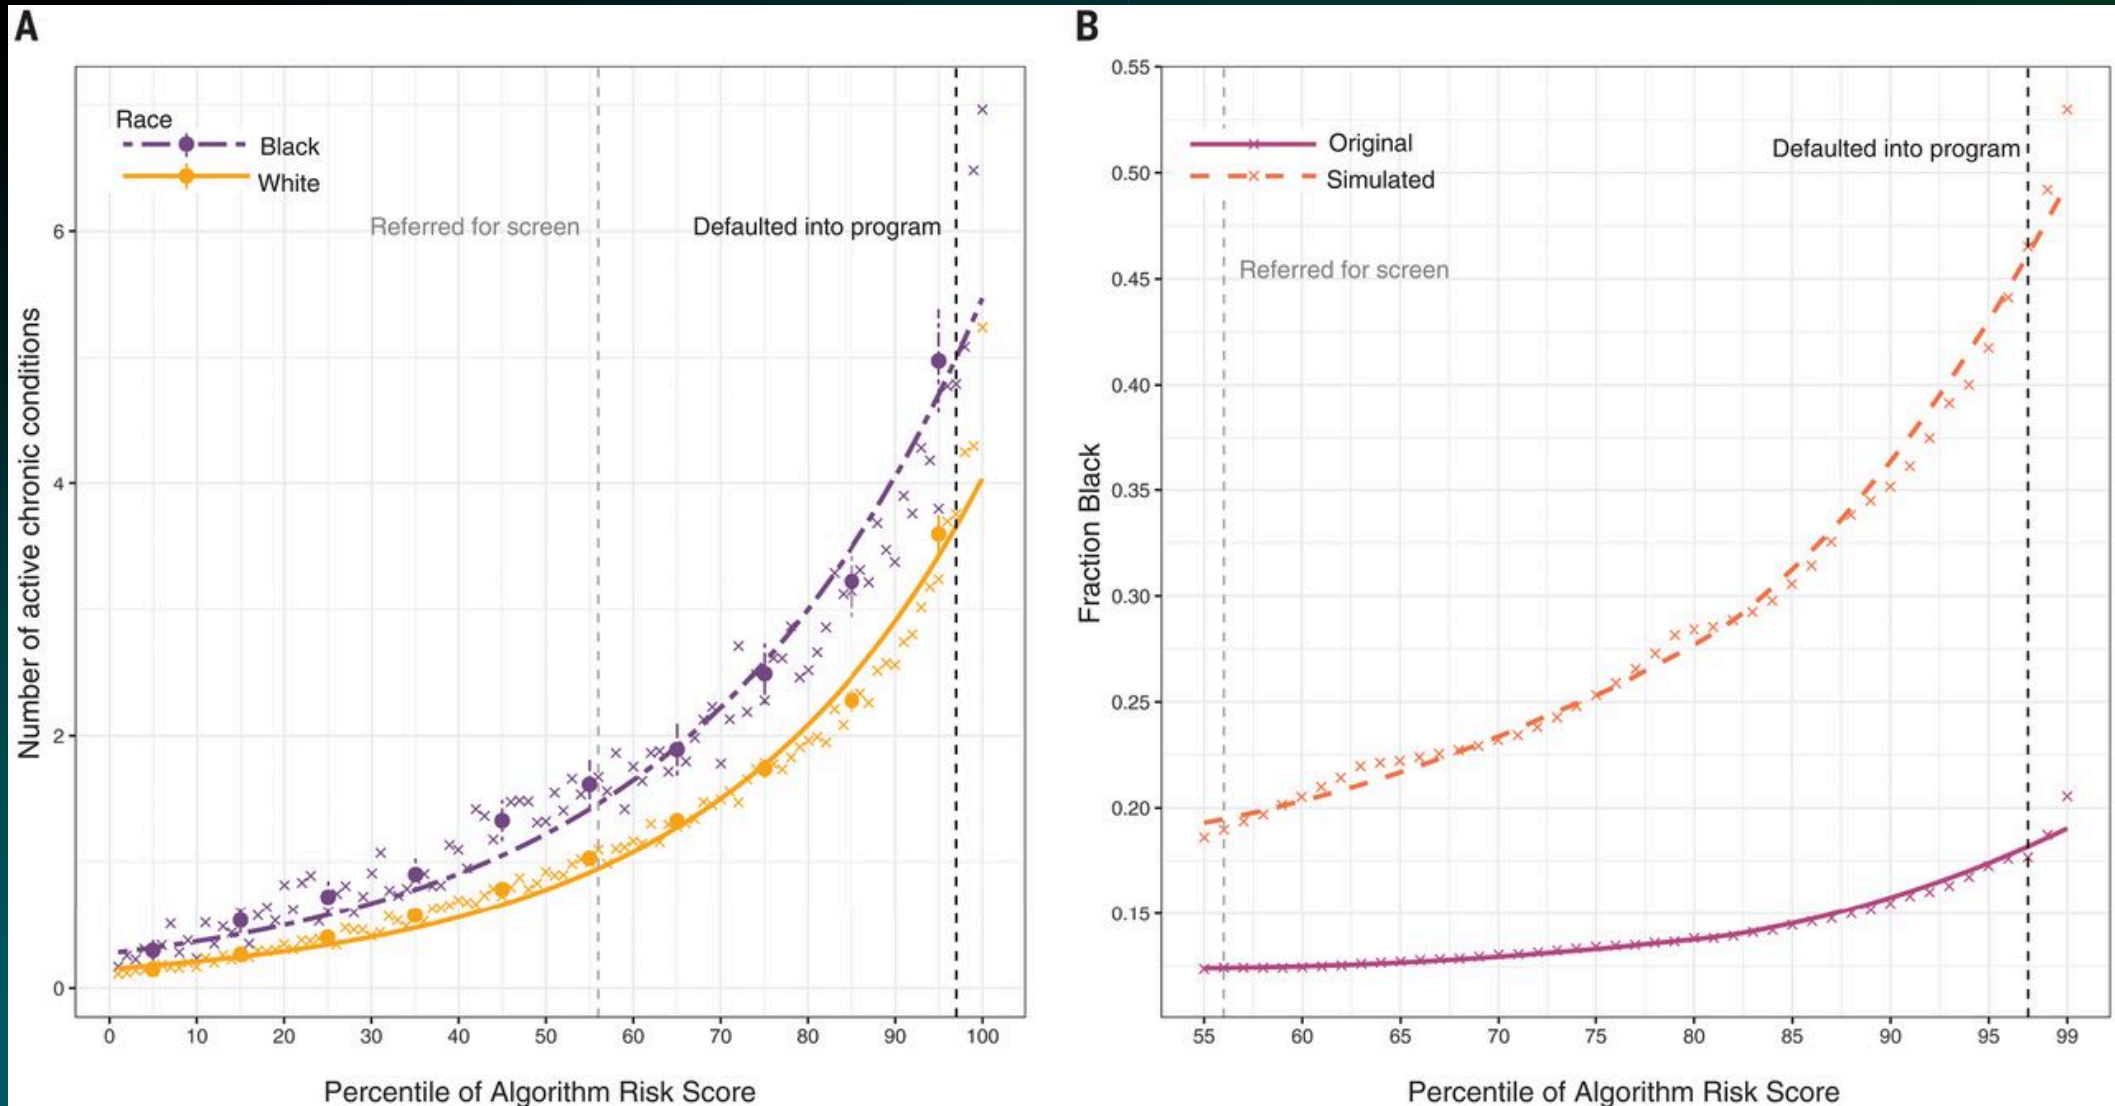 A
Race
Black
White
Referred for screen
Defaulted into program
Number of active chronic conditions
6
4
2
0
0 10 20 30 40 50 60 70 80 90 100
Percentile of Algorithm Risk Score
B
Original
Simulated
Defaulted into program
Referred for screen
Fraction Black
0.55
0.50
0.45
0.40
0.35
0.30
0.25
0.20
0.15
55 60 65 70 75 80 85 90 95 99
Percentile of Algorithm Risk Score